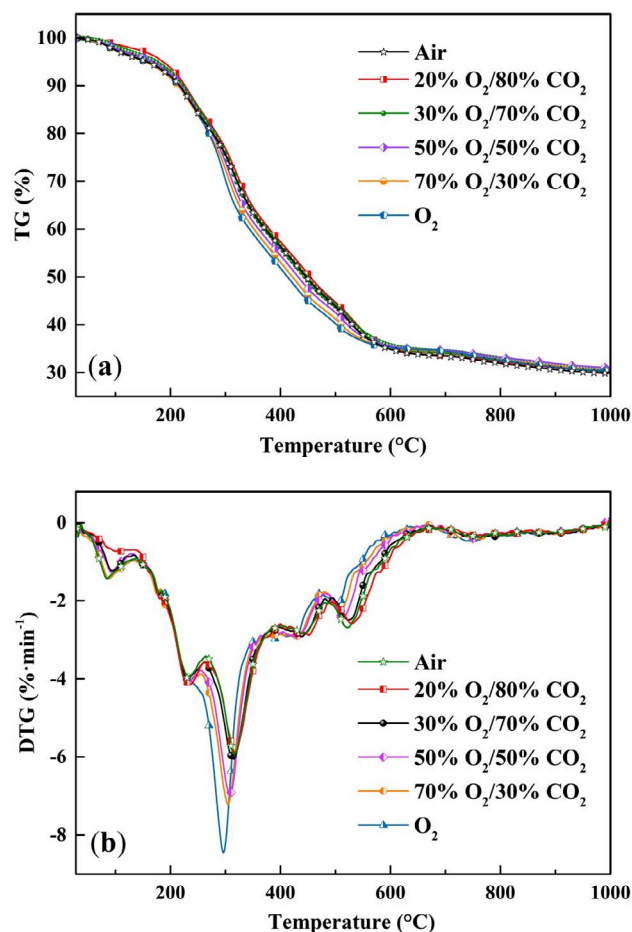 100
90
80
70
60
50
40
30
TG (%)
Air
20% O₂/80% CO₂
30% O₂/70% CO₂
50% O₂/50% CO₂
70% O₂/30% CO₂
O₂
(a)
200 400 600 800 1000
Temperature (°C)
0
-2
-4
-6
-8
DTG (%·min⁻¹)
Air
20% O₂/80% CO₂
30% O₂/70% CO₂
50% O₂/50% CO₂
70% O₂/30% CO₂
O₂
(b)
200 400 600 800 1000
Temperature (°C)